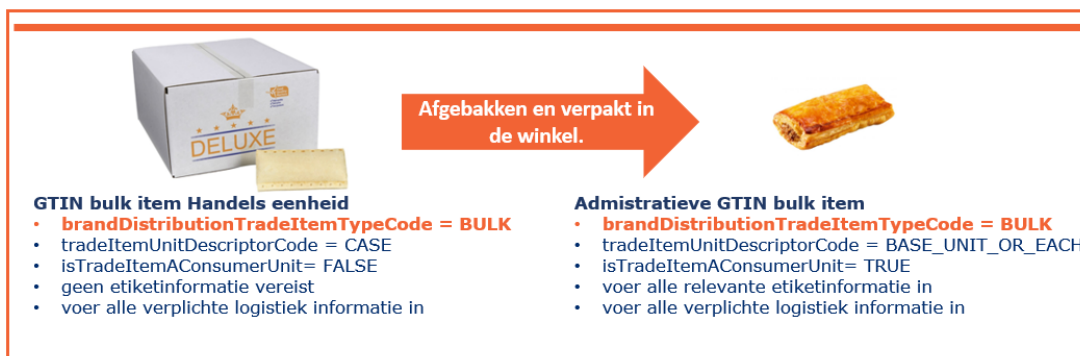 DELUXE
Afgebakken en verpakt in
de winkel.
GTIN bulk item Handels eenheid
• brandDistributionTradeItemTypeCode = BULK
• tradeItemUnitDescriptorCode = CASE
• isTradeItemAConsumerUnit= FALSE
• geen etiketinformatie vereist
• voer alle verplichte logistiek informatie in
Admistratieve GTIN bulk item
• brandDistributionTradeItemTypeCode = BULK
• tradeItemUnitDescriptorCode = BASE_UNIT_OR_EACH
• isTradeItemAConsumerUnit= TRUE
• voer alle relevante etiketinformatie in
• voer alle verplichte logistiek informatie in